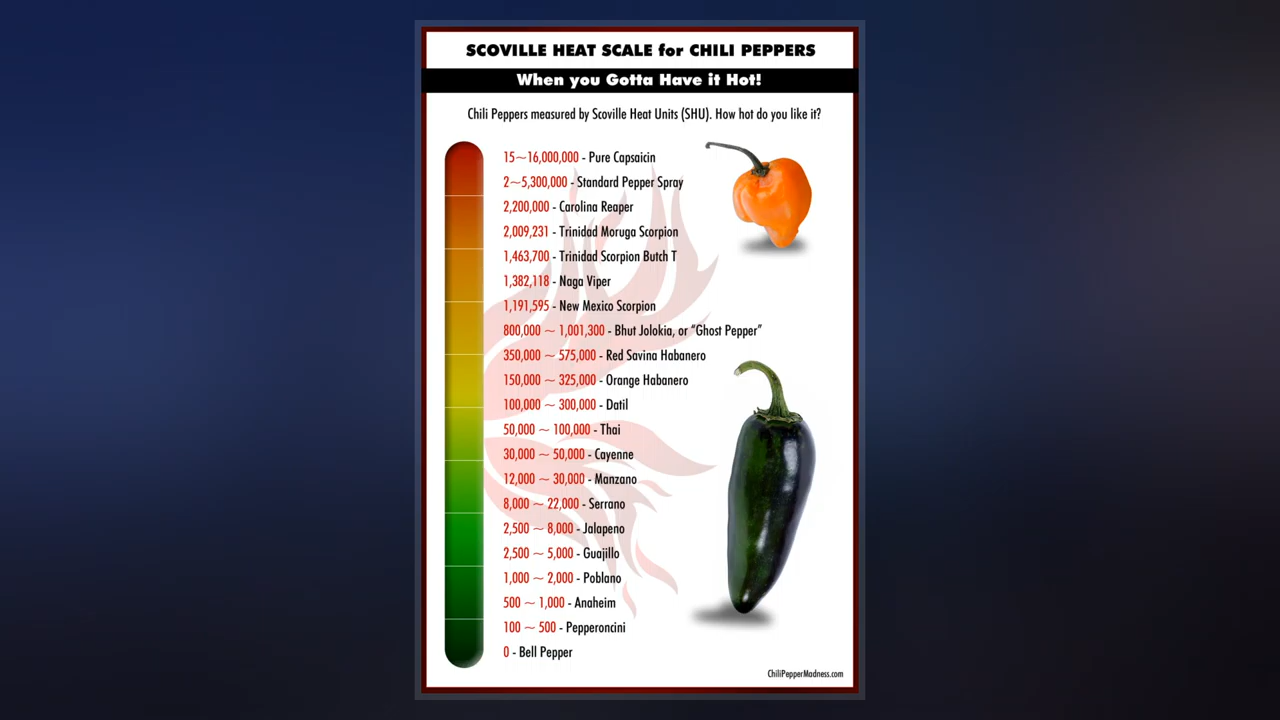 SCOVILLE HEAT SCALE for CHILI PEPPERS
When you Gotta Have it Hot!
Chili Peppers measured by Scoville Heat Units (SHU). How hot do you like it?
15~16,000,000 - Pure Capsaicin
2~5,300,000 - Standard Pepper Spray
2,200,000 - Carolina Reaper
2,009,231 - Trinidad Moruga Scorpion
1,463,700 - Trinidad Scorpion Butch T
1,382,118 - Naga Viper
1,191,595 - New Mexico Scorpion
800,000 ~ 1,001,300 - Bhut Jolokia, or “Ghost Pepper”
350,000 ~ 575,000 - Red Savina Habanero
150,000 ~ 325,000 - Orange Habanero
100,000 ~ 300,000 - Datil
50,000 ~ 100,000 - Thai
30,000 ~ 50,000 - Cayenne
12,000 ~ 30,000 - Manzano
8,000 ~ 22,000 - Serrano
2,500 ~ 8,000 - Jalapeno
2,500 ~ 5,000 - Guajillo
1,000 ~ 2,000 - Poblano
500 ~ 1,000 - Anaheim
100 ~ 500 - Pepperoncini
0 - Bell Pepper
ChiliPepperMadness.com